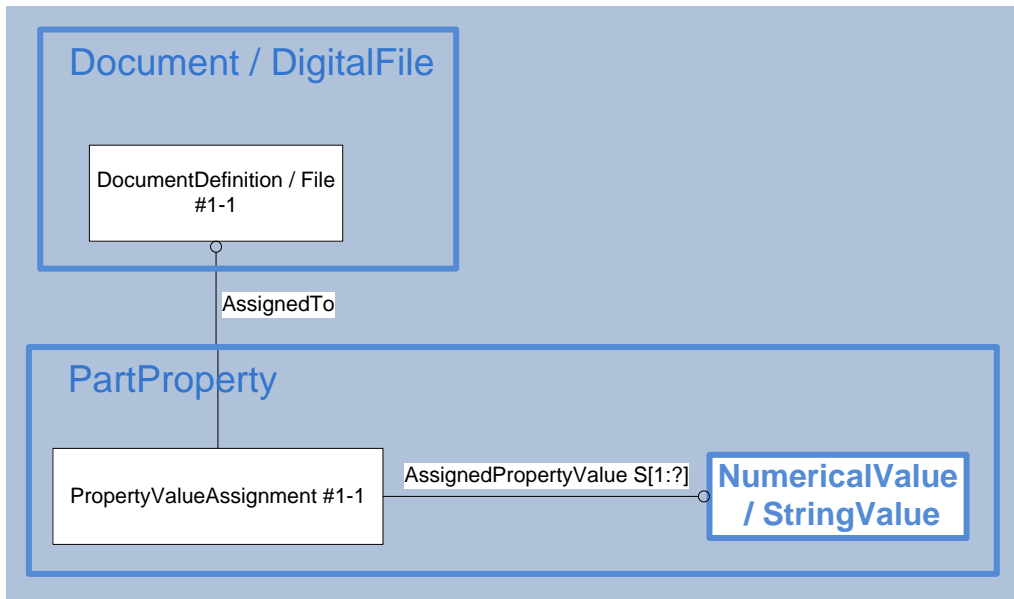 Document / DigitalFile
DocumentDefinition / File
#1-1
AssignedTo
PartProperty
PropertyValueAssignment #1-1
AssignedPropertyValue S[1:?]
NumericalValue
/ StringValue